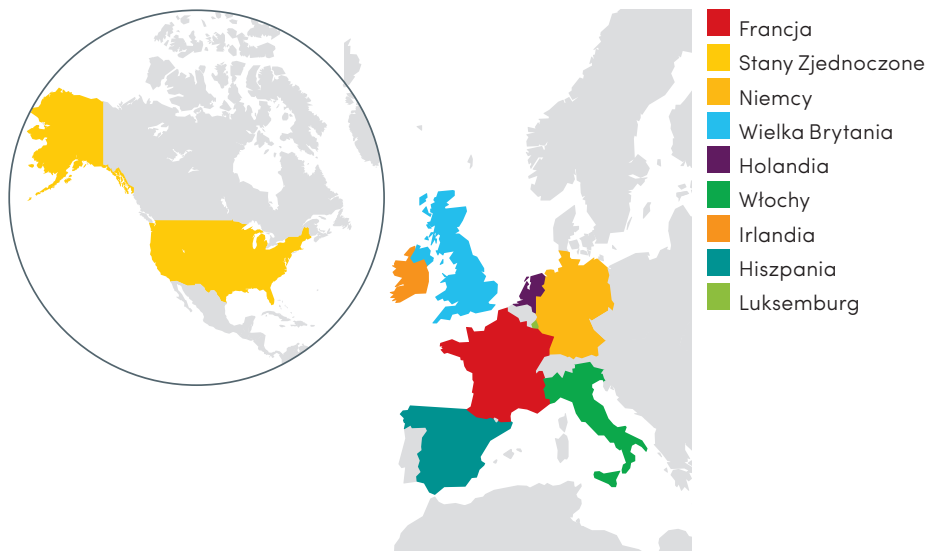 Francja
Stany Zjednoczone
Niemcy
Wielka Brytania
Holandia
Włochy
Irlandia
Hiszpania
Luksemburg